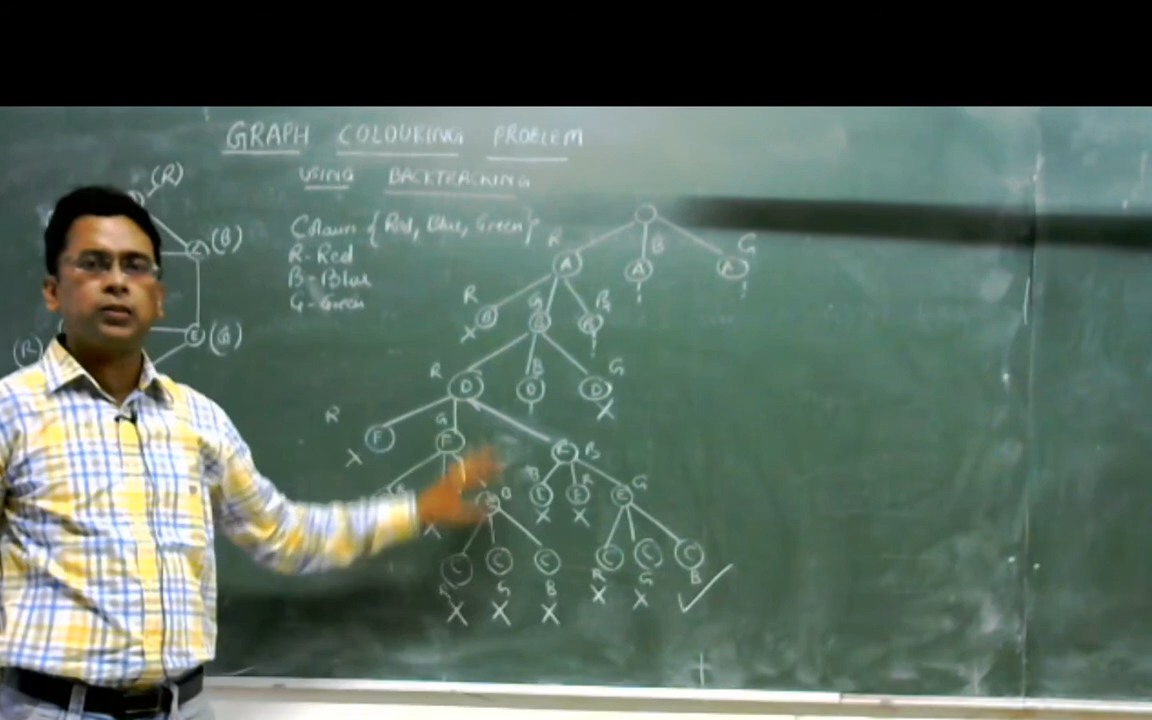 GRAPH COLOURING PROBLEM
USING BACKTRACKING
(R)
(B)
(G)
(R)
E
Colours {Red, Blue, Green}
R-Red
B-Blue
G-Green
R B G
A A A
R G B
B
X
R B G
D D D
X
R G B
F F
X
B R G
E E E
X X X
C C C C C C
R G B R G B
X X X X X ✓